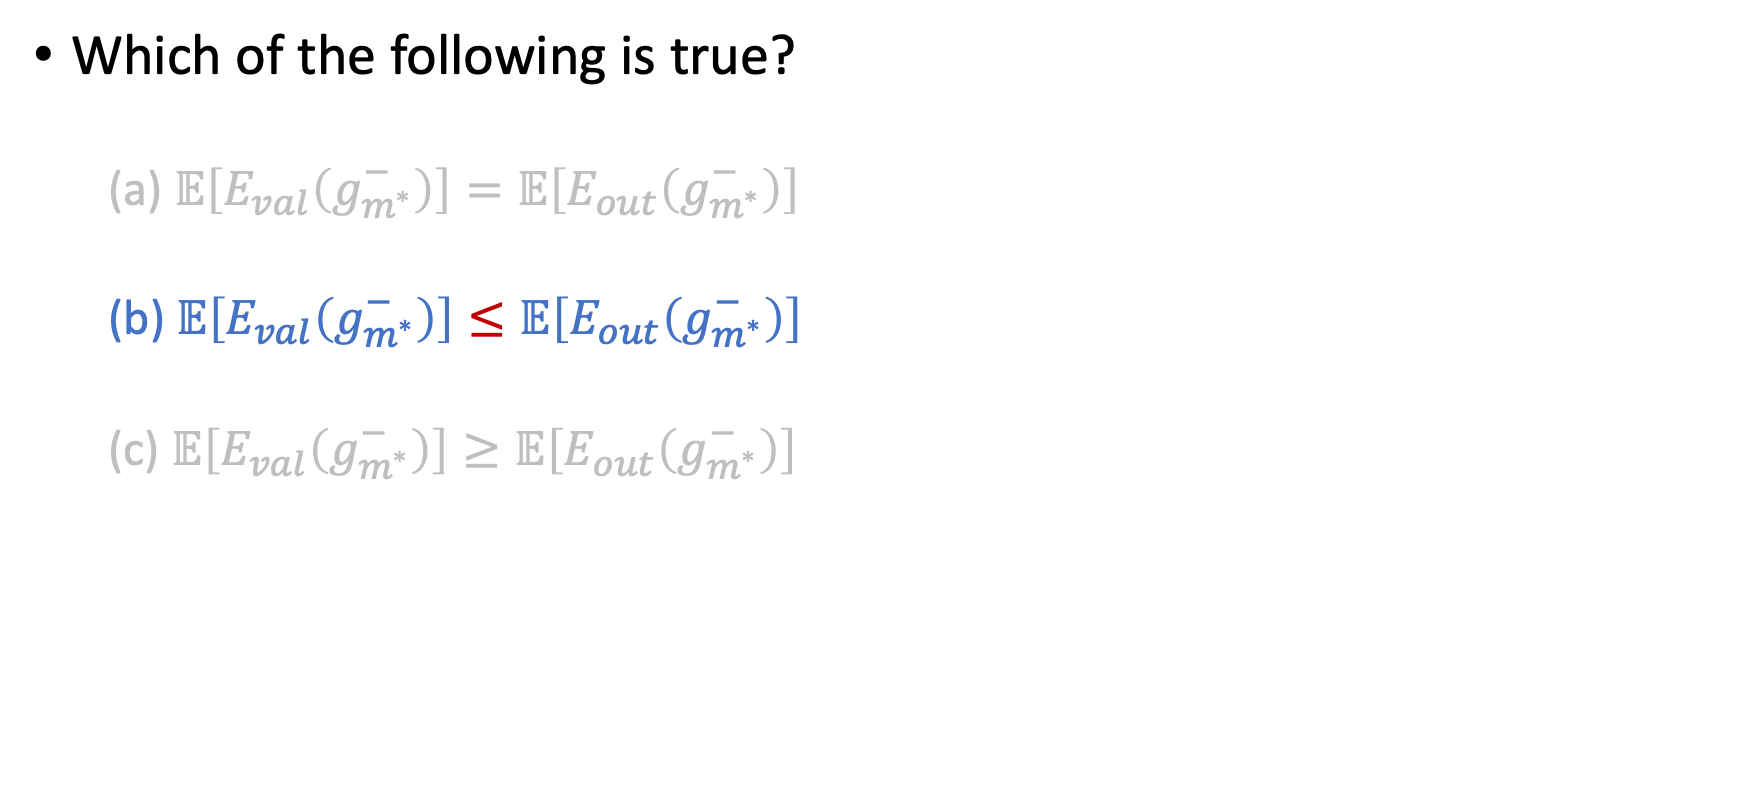 • Which of the following is true?
(a) 𝔼[E_val(g⁻_m*)] = 𝔼[E_out(g⁻_m*)]
(b) 𝔼[E_val(g⁻_m*)] ≤ 𝔼[E_out(g⁻_m*)]
(c) 𝔼[E_val(g⁻_m*)] ≥ 𝔼[E_out(g⁻_m*)]